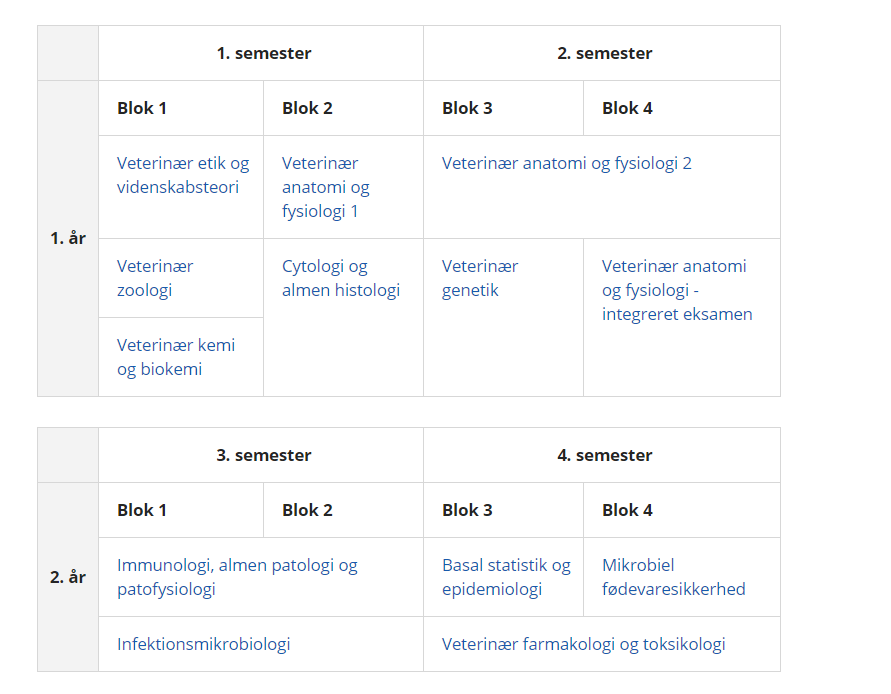 1. semester
2. semester
Blok 1
Blok 2
Blok 3
Blok 4
1. år
Veterinær etik og
videnskabsteori
Veterinær
anatomi og
fysiologi 1
Veterinær anatomi og fysiologi 2
Veterinær
zoologi
Cytologi og
almen histologi
Veterinær
genetik
Veterinær anatomi
og fysiologi -
integreret eksamen
Veterinær kemi
og biokemi
3. semester
4. semester
Blok 1
Blok 2
Blok 3
Blok 4
2. år
Immunologi, almen patologi og
patofysiologi
Basal statistik og
epidemiologi
Mikrobiel
fødevaresikkerhed
Infektionsmikrobiologi
Veterinær farmakologi og toksikologi